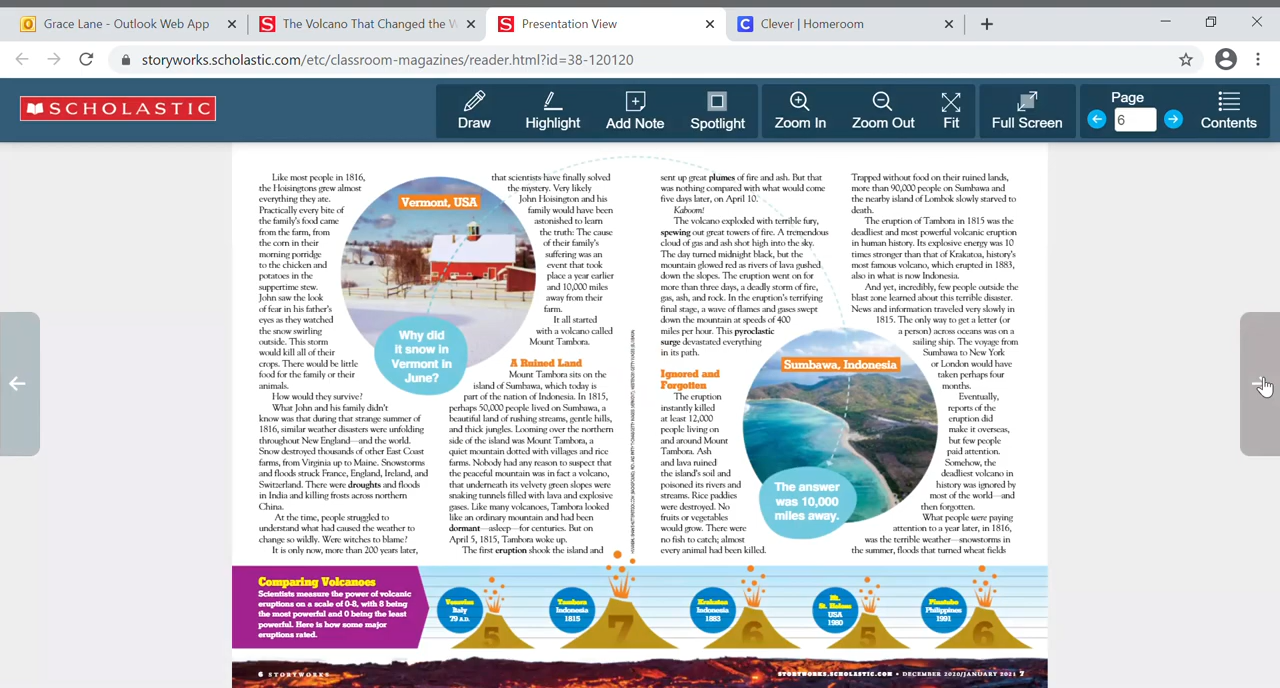 Grace Lane - Outlook Web App
The Volcano That Changed the W
Presentation View
Clever | Homeroom
storyworks.scholastic.com/etc/classroom-magazines/reader.html?id=38-120120
SCHOLASTIC
Draw
Highlight
Add Note
Spotlight
Zoom In
Zoom Out
Fit
Full Screen
Page
6
Contents
Like most people in 1816,
the Hoisingtons grew almost
everything they ate.
Practically every bite of
the family's food came
from the farm, from
the corn in their
morning porridge
to the chicken and
potatoes in the
suppertime stew.
John saw the look
of fear in his father's
eyes as they watched
the snow swirling
outside. This storm
would kill all of their
crops. There would be little
food for the family or their
animals.
How would they survive?
What John and his family didn't
know was that during that strange summer of
1816, similar weather disasters were unfolding
throughout New England—and the world.
Snow destroyed thousands of other East Coast
farms, from Virginia up to Maine. Snowstorms
and floods struck France, England, Ireland, and
Switzerland. There were droughts and floods
in India and killing frosts across northern
China.
At the time, people struggled to
understand what had caused the weather to
change so wildly. Were witches to blame?
It is only now, more than 200 years later,
Vermont, USA
Why did
it snow in
Vermont in
June?
that scientists have finally solved
the mystery. Very likely
John Hoisington and his
family would have been
astonished to learn
the truth: The cause
of their family's
suffering was an
event that took
place a year earlier
and 10,000 miles
away from their
farm.
It all started
with a volcano called
Mount Tambora.
A Ruined Land
Mount Tambora sits on the
island of Sumbawa, which today is
part of the nation of Indonesia. In 1815,
perhaps 50,000 people lived on Sumbawa, a
beautiful land of rushing streams, gentle hills,
and thick jungles. Looming over the northern
side of the island was Mount Tambora, a
quiet mountain dotted with villages and rice
farms. Nobody had any reason to suspect that
the peaceful mountain was in fact a volcano,
that underneath its velvety green slopes were
snaking tunnels filled with lava and explosive
gases. Like many volcanoes, Tambora looked
like an ordinary mountain and had been
dormant—asleep—for centuries. But on
April 5, 1815, Tambora woke up.
The first eruption shook the island and
sent up great plumes of fire and ash. But that
was nothing compared with what would come
five days later, on April 10.
Kaboom!
The volcano exploded with terrible fury,
spewing out great towers of fire. A tremendous
cloud of gas and ash shot high into the sky.
The day turned midnight black, but the
mountain glowed red as rivers of lava gushed
down the slopes. The eruption went on for
more than three days, a deadly storm of fire,
gas, ash, and rock. In the eruption's terrifying
final stage, a wave of flames and gases swept
down the mountain at speeds of 400
miles per hour. This pyroclastic
surge devastated everything
in its path.
Ignored and
Forgotten
The eruption
instantly killed
at least 12,000
people living on
and around Mount
Tambora. Ash
and lava ruined
the island's soil and
poisoned its rivers and
streams. Rice paddies
were destroyed. No
fruits or vegetables
would grow. There were
no fish to catch; almost
every animal had been killed.
Sumbawa, Indonesia
The answer
was 10,000
miles away.
Trapped without food on their ruined lands,
more than 90,000 people on Sumbawa and
the nearby island of Lombok slowly starved to
death.
The eruption of Tambora in 1815 was the
deadliest and most powerful volcanic eruption
in human history. Its explosive energy was 10
times stronger than that of Krakatoa, history's
most famous volcano, which erupted in 1883,
also in what is now Indonesia.
And yet, incredibly, few people outside the
blast zone learned about this terrible disaster.
News and information traveled very slowly in
1815. The only way to get a letter (or
a person) across oceans was on a
sailing ship. The voyage from
Sumbawa to New York
or London would have
taken perhaps four
months.
Eventually,
reports of the
eruption did
make it overseas,
but few people
paid attention.
Somehow, the
deadliest volcano in
history was ignored by
most of the world—and
then forgotten.
What people were paying
attention to a year later, in 1816,
was the terrible weather—snowstorms in
the summer, floods that turned wheat fields
Comparing Volcanoes
Scientists measure the power of volcanic
eruptions on a scale of 0-8, with 8 being
the most powerful and 0 being the least
powerful. Here is how some major
eruptions rated.
Vesuvius
Italy
79 A.D.
5
Tambora
Indonesia
1815
7
Krakatau
Indonesia
1883
6
Mt.
St. Helens
USA
1980
5
Pinatubo
Philippines
1991
6
6 STORYWORKS
STORYWORKS.SCHOLASTIC.COM • DECEMBER 2020/JANUARY 2021 7